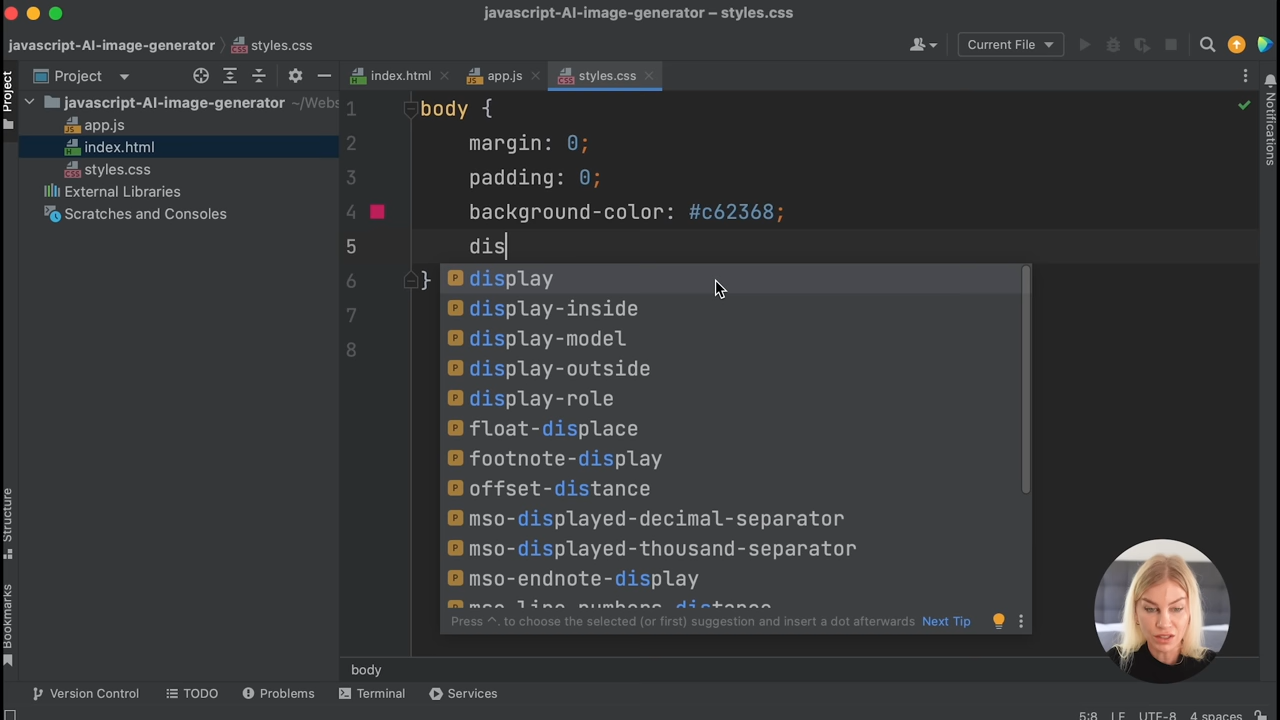 javascript-AI-image-generator – styles.css
javascript-AI-image-generator styles.css
Current File
Project
Project
index.html
app.js
styles.css
javascript-AI-image-generator ~/Webs
app.js
index.html
styles.css
External Libraries
Scratches and Consoles
1 body {
2 margin: 0;
3 padding: 0;
4 background-color: #c62368;
5 dis
6 }
7
8
display
display-inside
display-model
display-outside
display-role
float-displace
footnote-display
offset-distance
mso-displayed-decimal-separator
mso-displayed-thousand-separator
mso-endnote-display
mso-line-numbers-distance
Press ^. to choose the selected (or first) suggestion and insert a dot afterwards Next Tip
Notifications
Structure
Bookmarks
body
Version Control TODO Problems Terminal Services
5:8 LF UTF-8 4 spaces